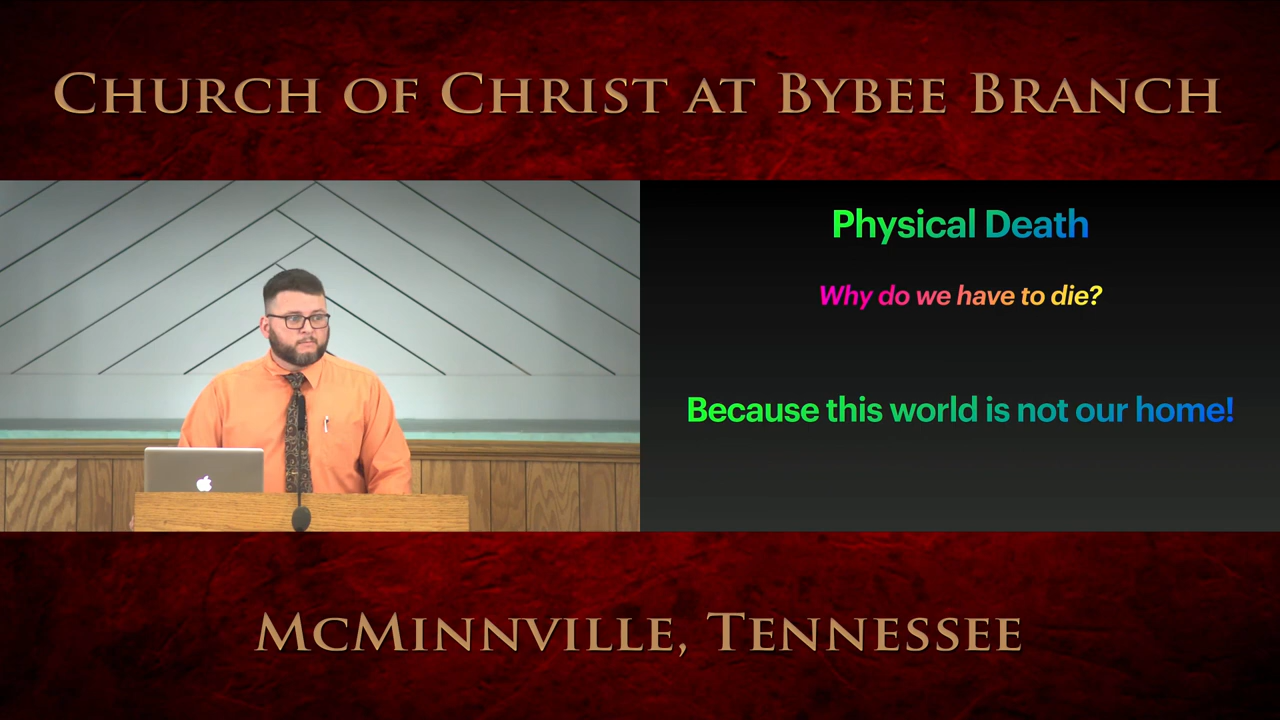 Church of Christ at Bybee Branch
Physical Death
Why do we have to die?
Because this world is not our home!
McMinnville, Tennessee